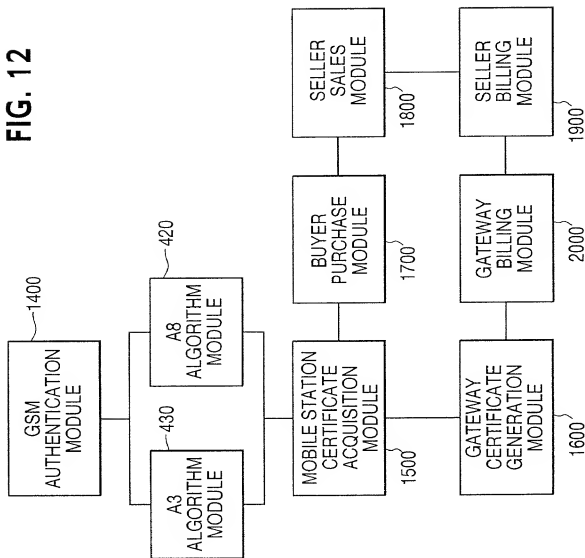 FIG. 12
GSM
AUTHENTICATION
MODULE
1400
A3
ALGORITHM
MODULE
430
A8
ALGORITHM
MODULE
420
MOBILE STATION
CERTIFICATE
ACQUISITION
MODULE
1500
BUYER
PURCHASE
MODULE
1700
SELLER
SALES
MODULE
1800
GATEWAY
CERTIFICATE
GENERATION
MODULE
1600
GATEWAY
BILLING
MODULE
2000
SELLER
BILLING
MODULE
1900